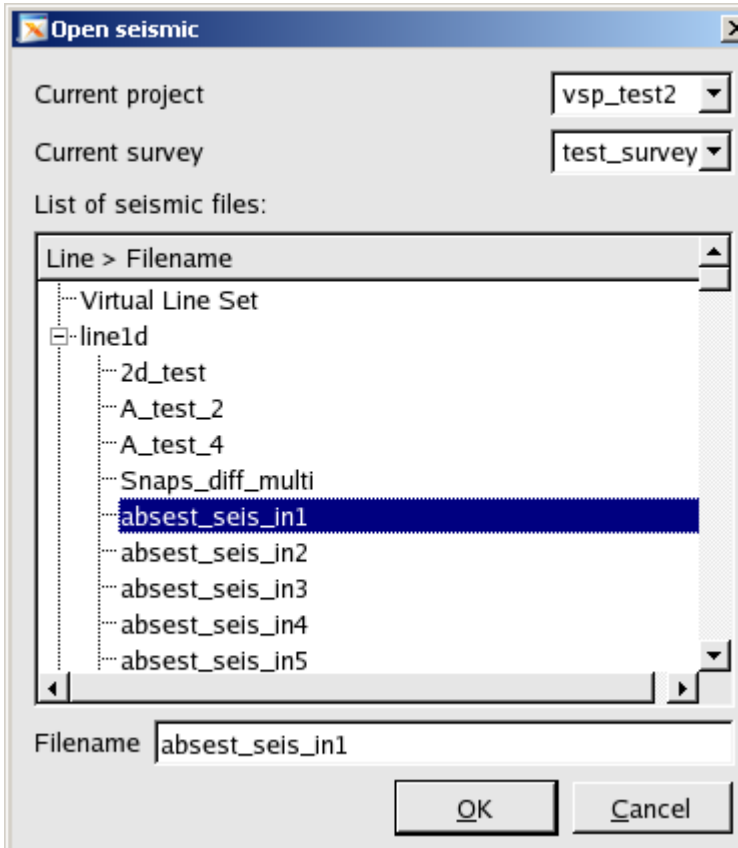 Open seismic
Current project vsp_test2
Current survey test_survey
List of seismic files:
Line > Filename
Virtual Line Set
line1d
2d_test
A_test_2
A_test_4
Snaps_diff_multi
absest_seis_in1
absest_seis_in2
absest_seis_in3
absest_seis_in4
absest_seis_in5
Filename absest_seis_in1
OK Cancel